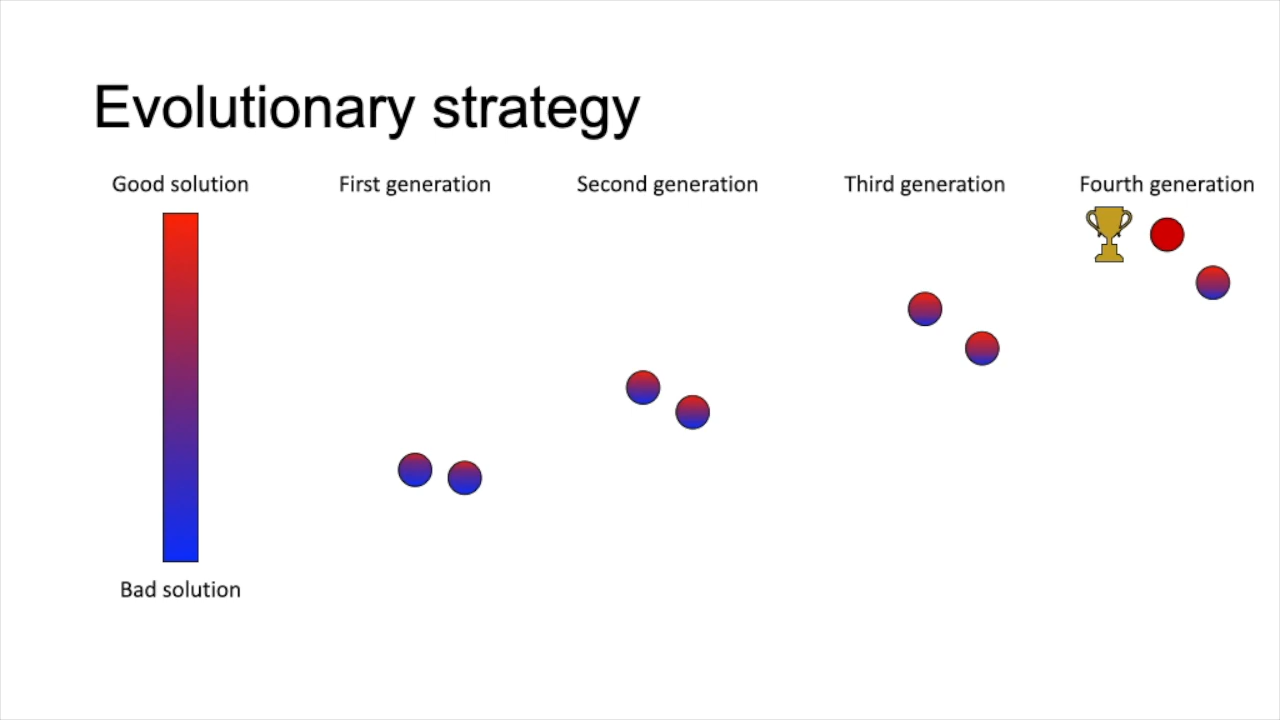 Evolutionary strategy
Good solution
First generation
Second generation
Third generation
Fourth generation
Bad solution